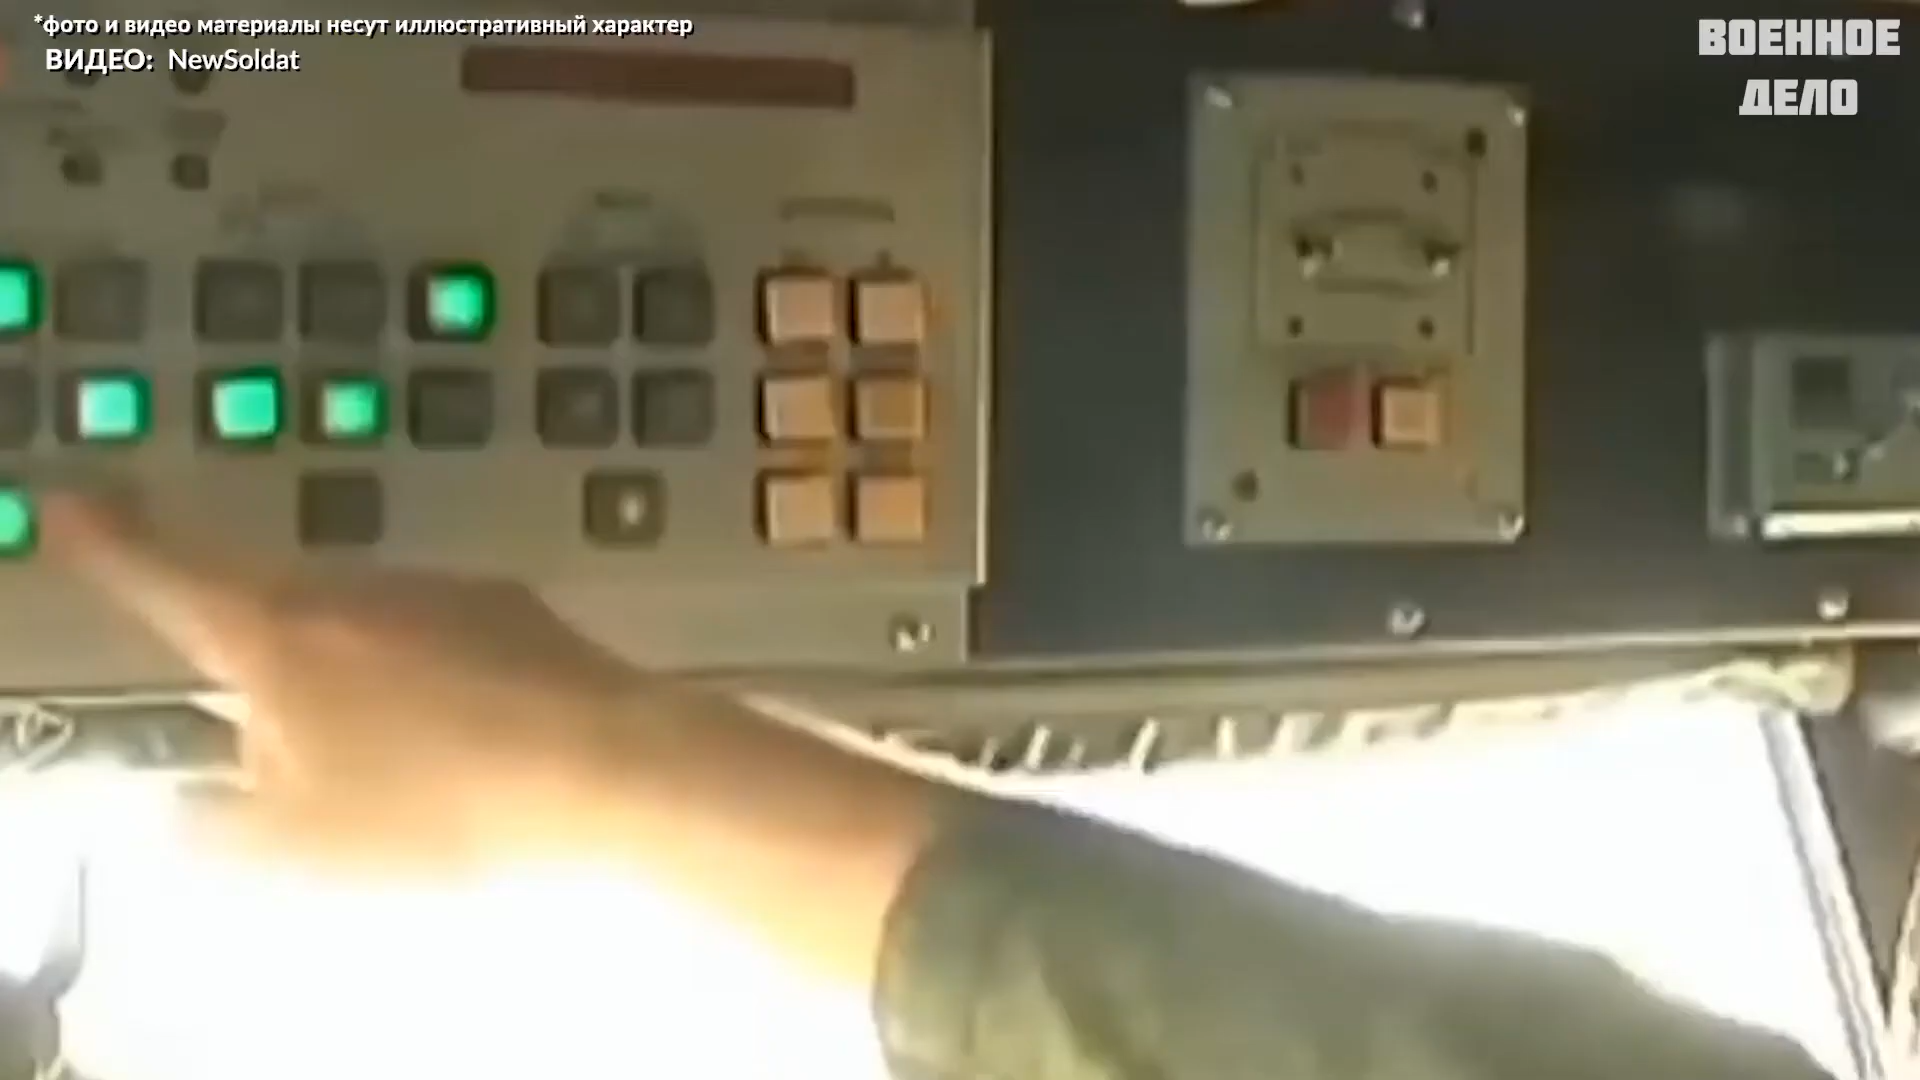 *фото и видео материалы несут иллюстративный характер
ВИДЕО: NewSoldat
ВОЕННОЕ
ДЕЛО